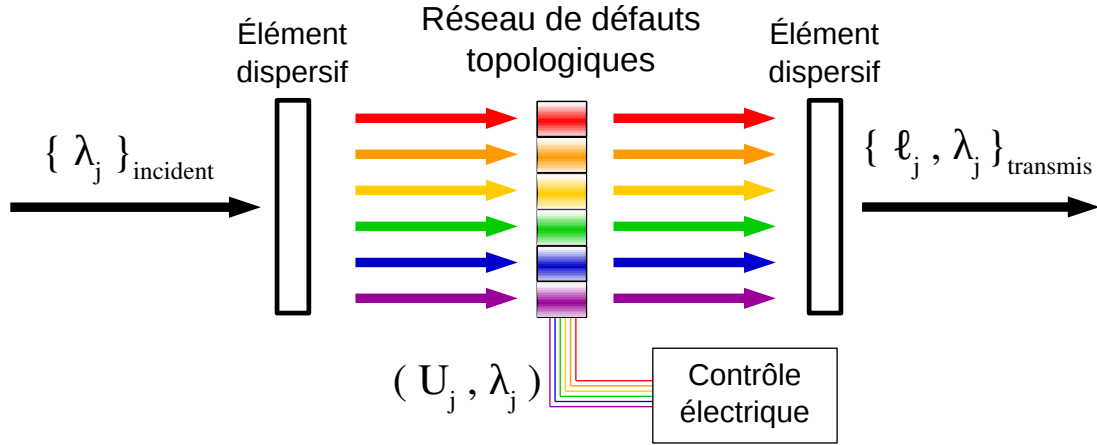 Élément
dispersif
Réseau de défauts
topologiques
Élément
dispersif
{ λj }incident
{ ℓj , λj }transmis
( Uj , λj )
Contrôle
électrique